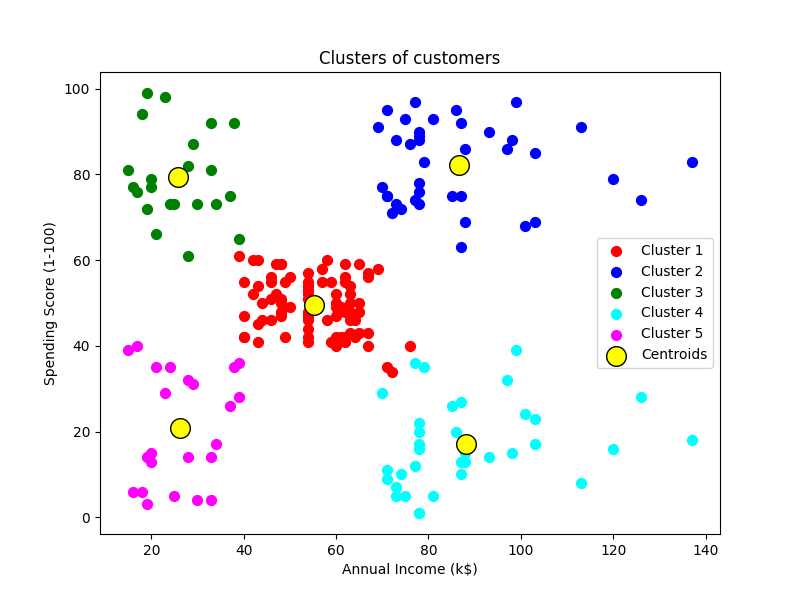 Clusters of customers
100
80
60
40
20
0
Spending Score (1-100)
Cluster 1
Cluster 2
Cluster 3
Cluster 4
Cluster 5
Centroids
20 40 60 80 100 120 140
Annual Income (k$)